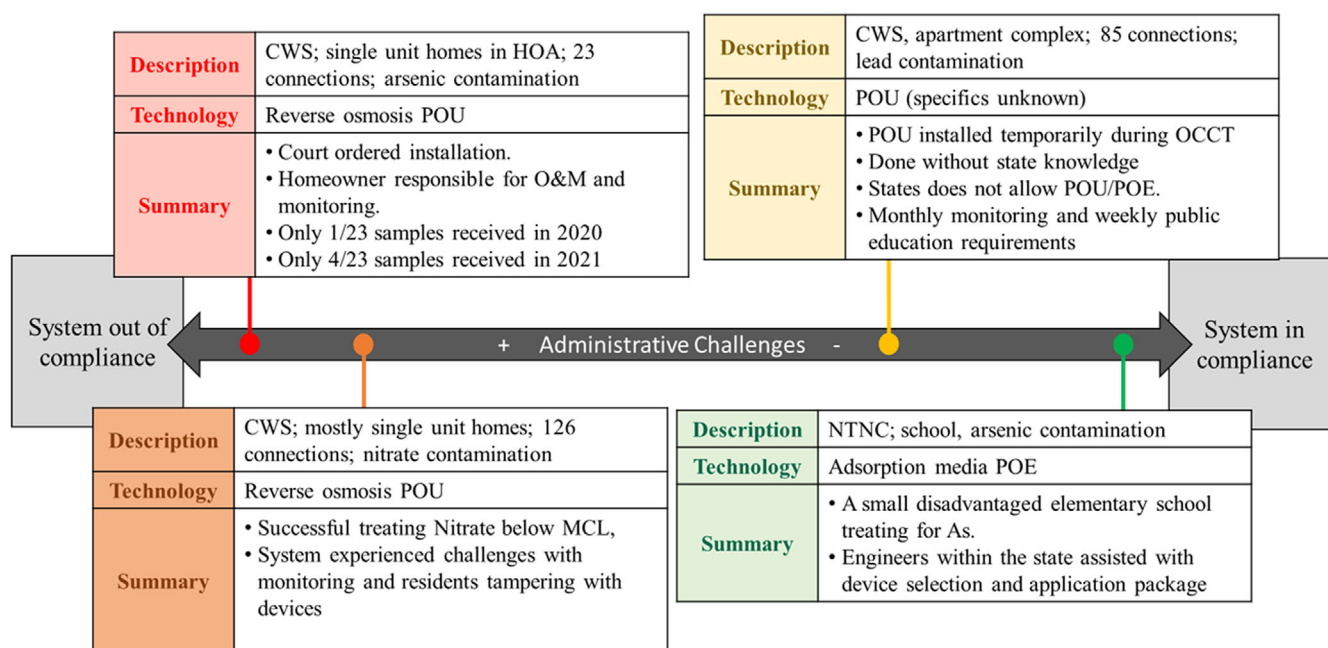 Description
CWS; single unit homes in HOA; 23
connections; arsenic contamination
Technology
Reverse osmosis POU
Summary
• Court ordered installation.
• Homeowner responsible for O&M and
monitoring.
• Only 1/23 samples received in 2020
• Only 4/23 samples received in 2021
Description
CWS, apartment complex; 85 connections;
lead contamination
Technology
POU (specifics unknown)
Summary
• POU installed temporarily during OCCT
• Done without state knowledge
• States does not allow POU/POE.
• Monthly monitoring and weekly public
education requirements
System out of
compliance
+ Administrative Challenges -
System in
compliance
Description
CWS; mostly single unit homes; 126
connections; nitrate contamination
Technology
Reverse osmosis POU
Summary
• Successful treating Nitrate below MCL,
• System experienced challenges with
monitoring and residents tampering with
devices
Description
NTNC; school, arsenic contamination
Technology
Adsorption media POE
Summary
• A small disadvantaged elementary school
treating for As.
• Engineers within the state assisted with
device selection and application package